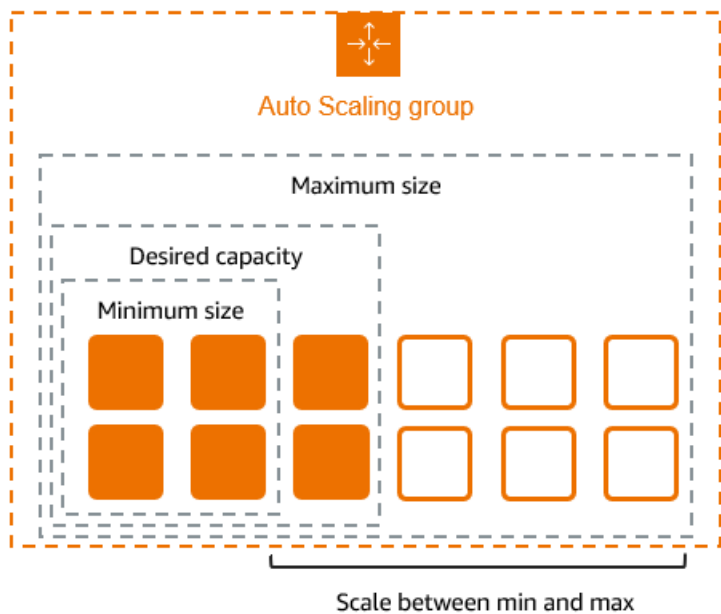 Auto Scaling group
Maximum size
Desired capacity
Minimum size
Scale between min and max